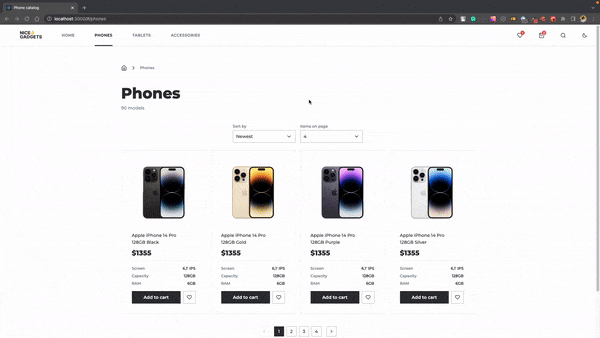 Phone catalog
localhost:3000/#/phones
NICE
GADGETS
HOME
PHONES
TABLETS
ACCESSORIES
Phones
Phones
90 models
Sort by
Items on page
Newest
4
Apple iPhone 14 Pro
128GB Black
$1355
Screen 6,1' IPS
Capacity 128GB
RAM 6GB
Add to cart
Apple iPhone 14 Pro
128GB Gold
$1355
Screen 6,1' IPS
Capacity 128GB
RAM 6GB
Add to cart
Apple iPhone 14 Pro
128GB Purple
$1355
Screen 6,1' IPS
Capacity 128GB
RAM 6GB
Add to cart
Apple iPhone 14 Pro
128GB Silver
$1355
Screen 6,1' IPS
Capacity 128GB
RAM 6GB
Add to cart
1 2 3 4